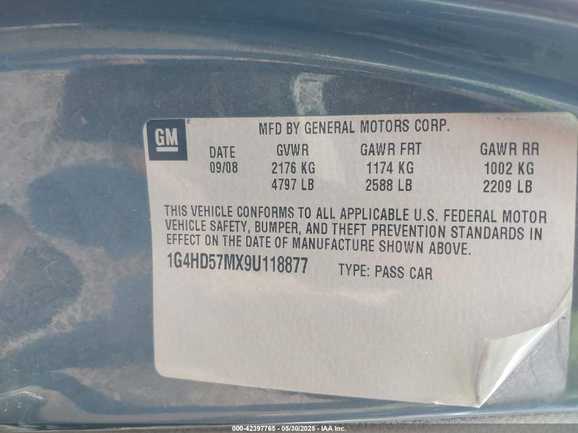 GM
MFD BY GENERAL MOTORS CORP.
DATE GVWR GAWR FRT GAWR RR
09/08 2176 KG 1174 KG 1002 KG
4797 LB 2588 LB 2209 LB
THIS VEHICLE CONFORMS TO ALL APPLICABLE U.S. FEDERAL MOTOR
VEHICLE SAFETY, BUMPER, AND THEFT PREVENTION STANDARDS IN
EFFECT ON THE DATE OF MANUFACTURE SHOWN ABOVE.
1G4HD57MX9U118877 TYPE: PASS CAR
000-42397765 - 05/30/2025 - IAA Inc.